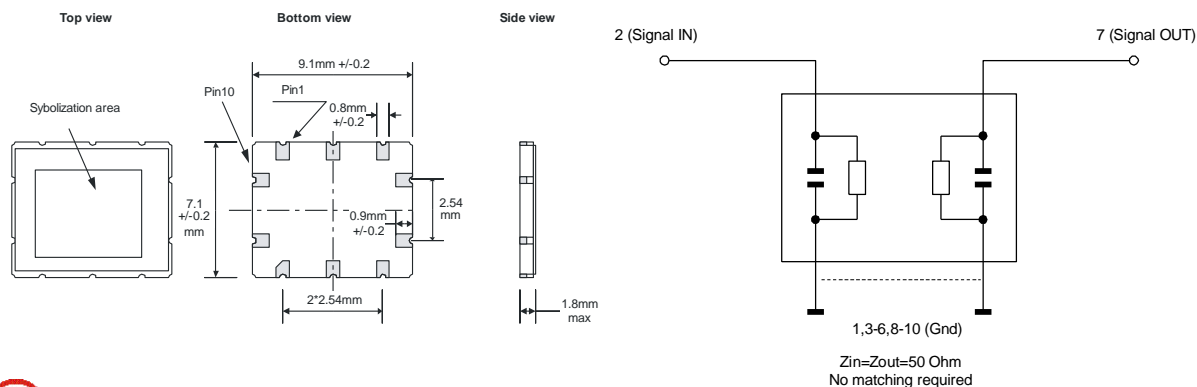 Top view
Bottom view
Side view
2 (Signal IN)
7 (Signal OUT)
9.1mm +/-0.2
Pin10
Pin1
0.8mm
+/-0.2
Sybolization area
7.1
+/-0.2
mm
0.9mm
+/-0.2
2.54
mm
2*2.54mm
1.8mm
max
1,3-6,8-10 (Gnd)
Zin=Zout=50 Ohm
No matching required